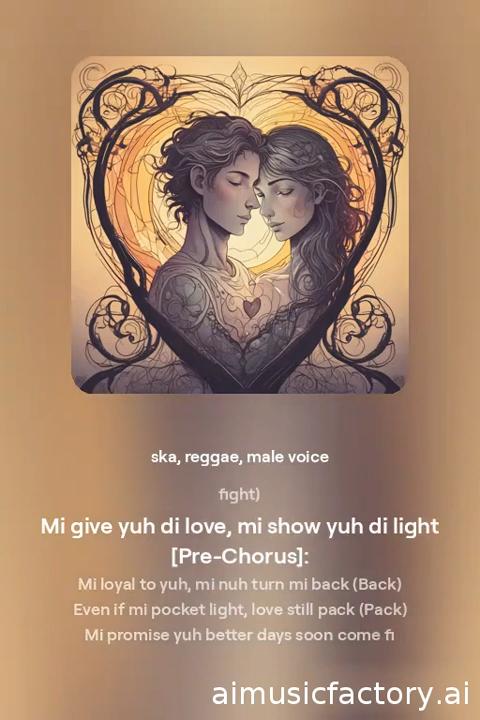 ska, reggae, male voice
fight)
Mi give yuh di love, mi show yuh di light
[Pre-Chorus]:
Mi loyal to yuh, mi nuh turn mi back (Back)
Even if mi pocket light, love still pack (Pack)
Mi promise yuh better days soon come fi
aimusicfactory.ai